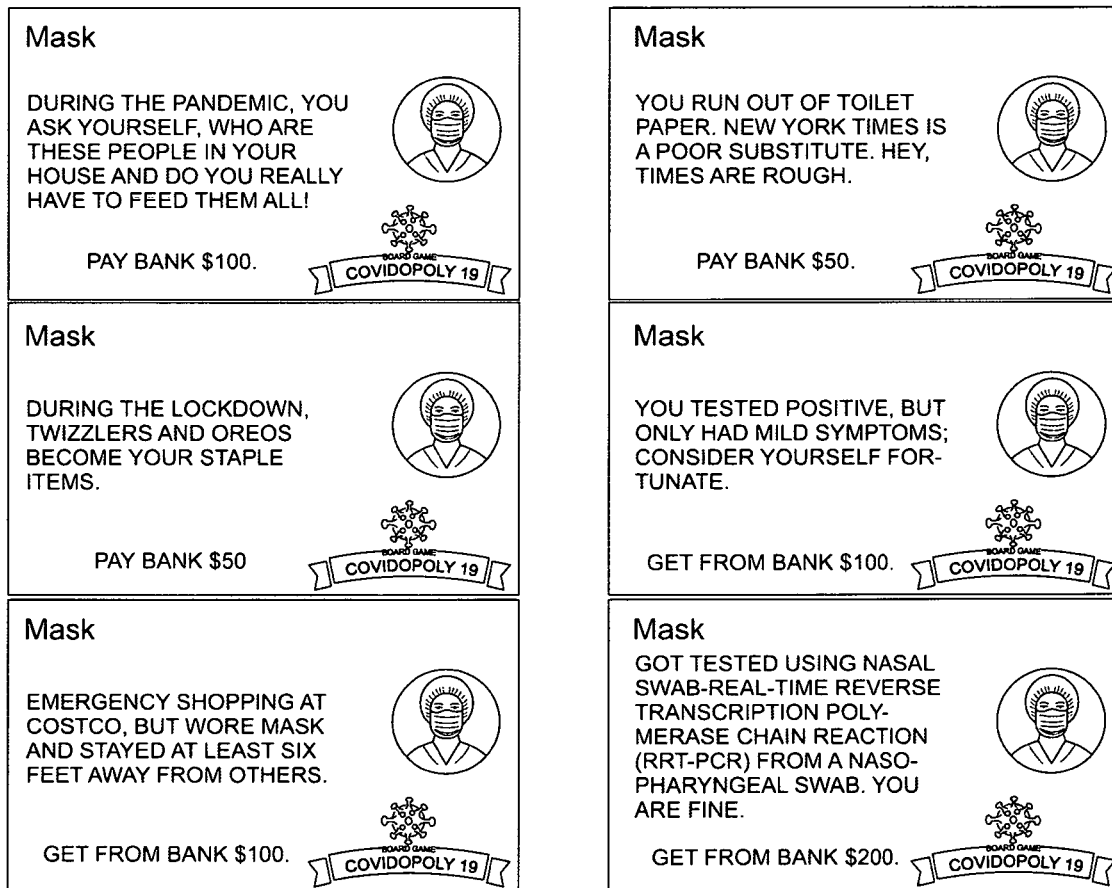 Mask
DURING THE PANDEMIC, YOU
ASK YOURSELF, WHO ARE
THESE PEOPLE IN YOUR
HOUSE AND DO YOU REALLY
HAVE TO FEED THEM ALL!
PAY BANK $100.
BOARD GAME
COVIDOPOLY 19
Mask
YOU RUN OUT OF TOILET
PAPER. NEW YORK TIMES IS
A POOR SUBSTITUTE. HEY,
TIMES ARE ROUGH.
PAY BANK $50.
BOARD GAME
COVIDOPOLY 19
Mask
DURING THE LOCKDOWN,
TWIZZLERS AND OREOS
BECOME YOUR STAPLE
ITEMS.
PAY BANK $50
BOARD GAME
COVIDOPOLY 19
Mask
YOU TESTED POSITIVE, BUT
ONLY HAD MILD SYMPTOMS;
CONSIDER YOURSELF FOR-
TUNATE.
GET FROM BANK $100.
BOARD GAME
COVIDOPOLY 19
Mask
EMERGENCY SHOPPING AT
COSTCO, BUT WORE MASK
AND STAYED AT LEAST SIX
FEET AWAY FROM OTHERS.
GET FROM BANK $100.
BOARD GAME
COVIDOPOLY 19
Mask
GOT TESTED USING NASAL
SWAB-REAL-TIME REVERSE
TRANSCRIPTION POLY-
MERASE CHAIN REACTION
(RRT-PCR) FROM A NASO-
PHARYNGEAL SWAB. YOU
ARE FINE.
GET FROM BANK $200.
BOARD GAME
COVIDOPOLY 19